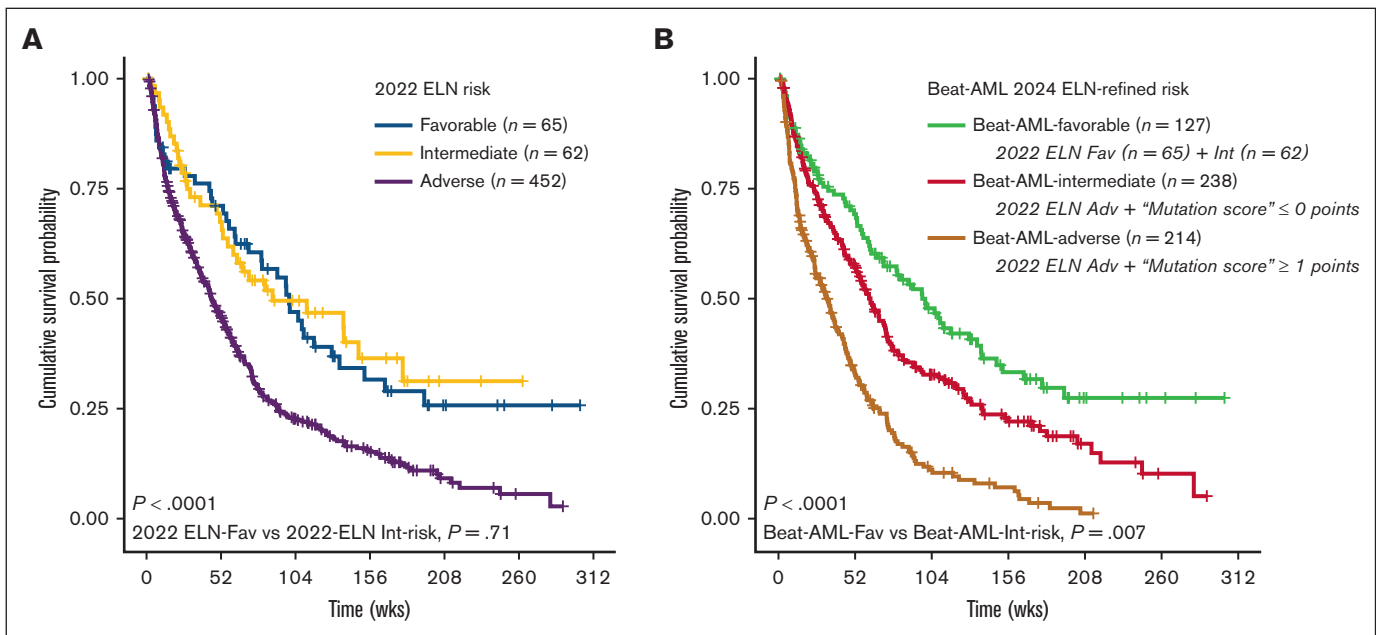 A
2022 ELN risk
Favorable (n = 65)
Intermediate (n = 62)
Adverse (n = 452)
Cumulative survival probability
1.00
0.75
0.50
0.25
0.00
P < .0001
2022 ELN-Fav vs 2022-ELN Int-risk, P = .71
0 52 104 156 208 260 312
Time (wks)
B
Beat-AML 2024 ELN-refined risk
Beat-AML-favorable (n = 127)
2022 ELN Fav (n = 65) + Int (n = 62)
Beat-AML-intermediate (n = 238)
2022 ELN Adv + “Mutation score” ≤ 0 points
Beat-AML-adverse (n = 214)
2022 ELN Adv + “Mutation score” ≥ 1 points
Cumulative survival probability
1.00
0.75
0.50
0.25
0.00
P < .0001
Beat-AML-Fav vs Beat-AML-Int-risk, P = .007
0 52 104 156 208 260 312
Time (wks)